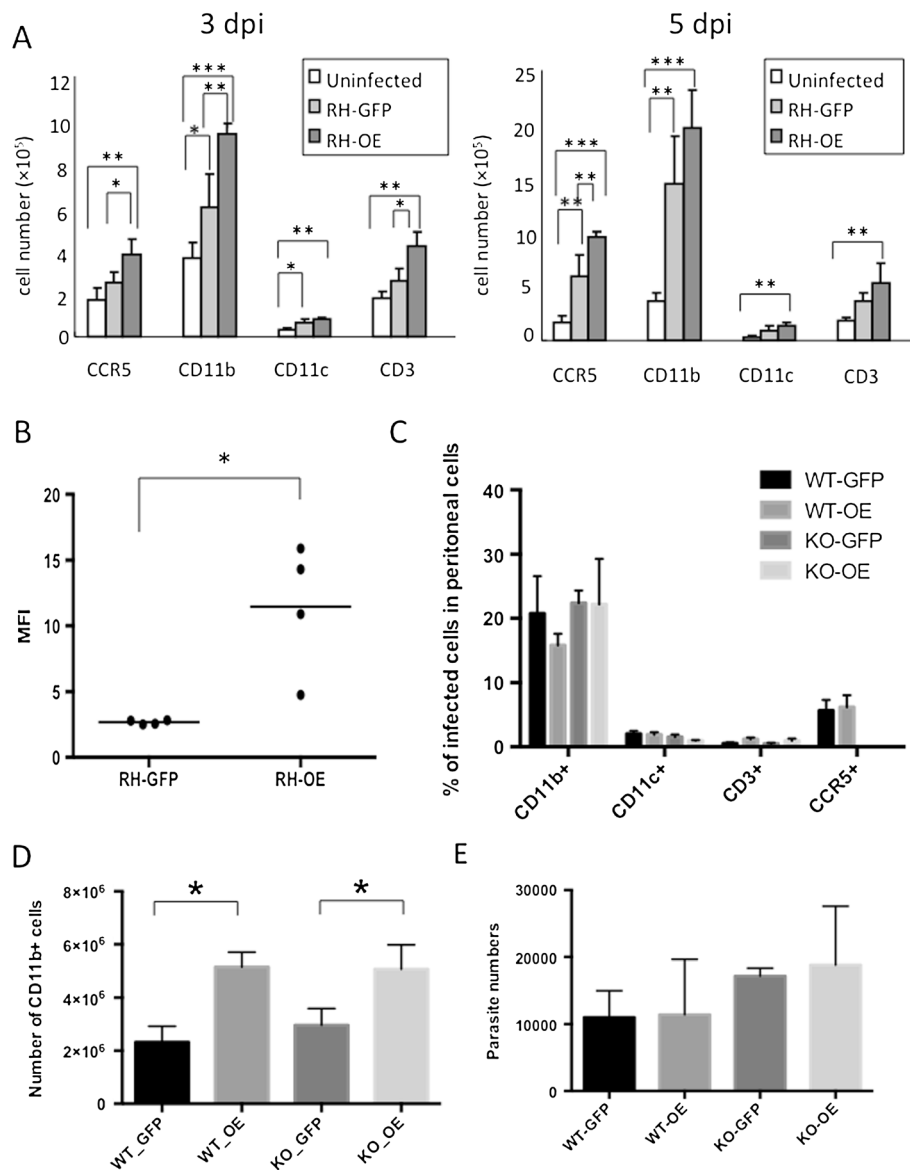 A
3 dpi
5 dpi
cell number (×10⁵)
12
10
8
6
4
2
0
***
**
*
**
*
**
*
**
*
**
Uninfected
RH-GFP
RH-OE
CCR5
CD11b
CD11c
CD3
cell number (×10⁵)
25
20
15
10
5
0
***
**
***
**
**
**
**
Uninfected
RH-GFP
RH-OE
CCR5
CD11b
CD11c
CD3
B
*
MFI
20
15
10
5
0
RH-GFP
RH-OE
C
% of infected cells in peritoneal cells
40
30
20
10
0
WT-GFP
WT-OE
KO-GFP
KO-OE
CD11b+
CD11c+
CD3+
CCR5+
D
Number of CD11b+ cells
8×10⁶
6×10⁶
4×10⁶
2×10⁶
0
*
*
WT_GFP
WT_OE
KO_GFP
KO_OE
E
Parasite numbers
30000
20000
10000
0
WT-GFP
WT-OE
KO-GFP
KO-OE